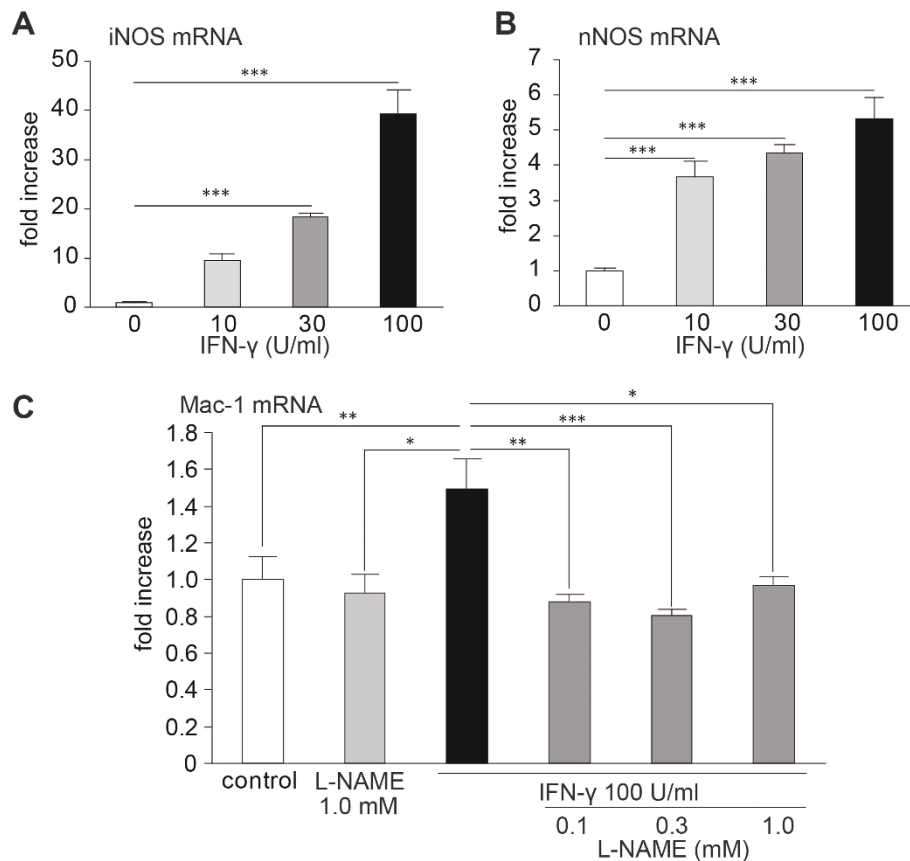 A
iNOS mRNA
fold increase
50
40
30
20
10
0
***
***
0 10 30 100
IFN-γ (U/ml)
B
nNOS mRNA
fold increase
7
6
5
4
3
2
1
0
***
***
***
0 10 30 100
IFN-γ (U/ml)
C
Mac-1 mRNA
fold increase
1.8
1.6
1.4
1.2
1.0
0.8
0.6
0.4
0.2
0
*
**
***
*
**
control
L-NAME
1.0 mM
IFN-γ 100 U/ml
0.1 0.3 1.0
L-NAME (mM)